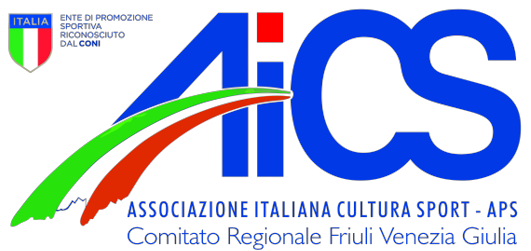 ITALIA
ENTE DI PROMOZIONE
SPORTIVA
RICONOSCIUTO
DAL CONI
AiCS
ASSOCIAZIONE ITALIANA CULTURA SPORT - APS
Comitato Regionale Friuli Venezia Giulia